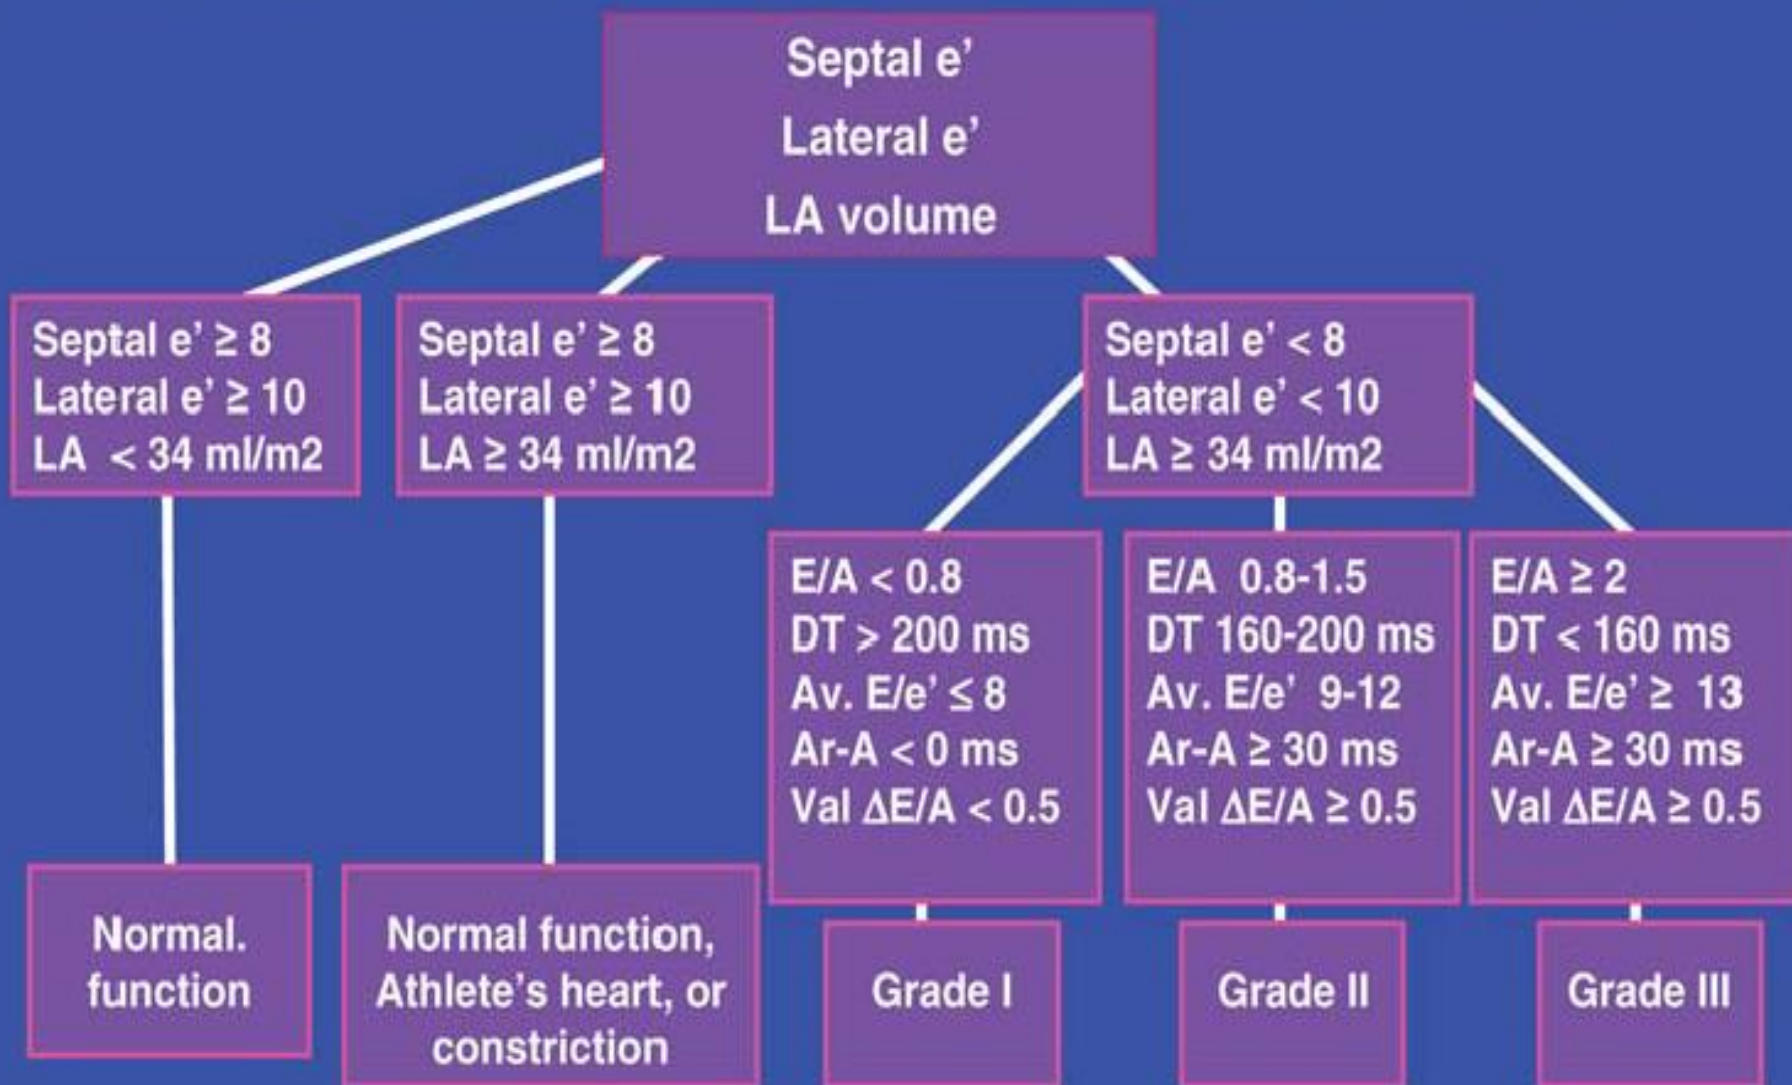 Septal e’
Lateral e’
LA volume
Septal e’ ≥ 8
Lateral e’ ≥ 10
LA < 34 ml/m2
Septal e’ ≥ 8
Lateral e’ ≥ 10
LA ≥ 34 ml/m2
Septal e’ < 8
Lateral e’ < 10
LA ≥ 34 ml/m2
E/A < 0.8
DT > 200 ms
Av. E/e’ ≤ 8
Ar-A < 0 ms
Val ΔE/A < 0.5
E/A 0.8-1.5
DT 160-200 ms
Av. E/e’ 9-12
Ar-A ≥ 30 ms
Val ΔE/A ≥ 0.5
E/A ≥ 2
DT < 160 ms
Av. E/e’ ≥ 13
Ar-A ≥ 30 ms
Val ΔE/A ≥ 0.5
Normal.
function
Normal function,
Athlete’s heart, or
constriction
Grade I
Grade II
Grade III